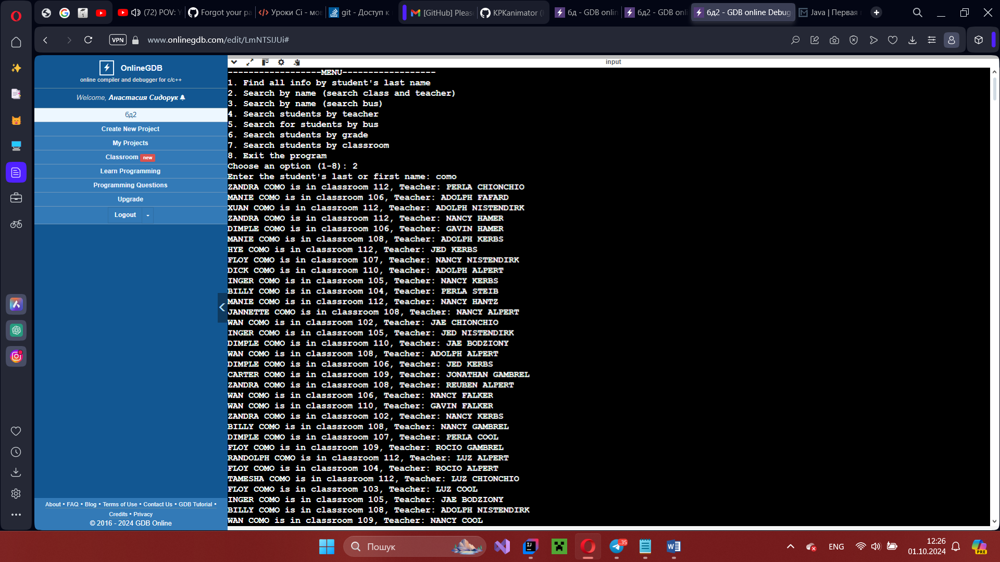 (72) POV: Y
Forgot your pa
Уроки Сі - мо
git - Доступ к
[GitHub] Please
KPKanimator (
бд - GDB onlin
бд2 - GDB onl
бд2 - GDB online Debug
Java | Первая
VPN
www.onlinegdb.com/edit/LmNTSlJUi#
OnlineGDB
online compiler and debugger for c/c++
Welcome, Анастасия Сидорук
бд2
Create New Project
My Projects
Classroom new
Learn Programming
Programming Questions
Upgrade
Logout
About • FAQ • Blog • Terms of Use • Contact Us • GDB Tutorial •
Credits • Privacy
© 2016 - 2024 GDB Online
input
------------------MENU------------------
1. Find all info by student's last name
2. Search by name (search class and teacher)
3. Search by name (search bus)
4. Search students by teacher
5. Search for students by bus
6. Search students by grade
7. Search students by classroom
8. Exit the program
Choose an option (1-8): 2
Enter the student's last or first name: como
ZANDRA COMO is in classroom 112, Teacher: PERLA CHIONCHIO
MANIE COMO is in classroom 106, Teacher: ADOLPH FAFARD
XUAN COMO is in classroom 112, Teacher: ADOLPH NISTENDIRK
ZANDRA COMO is in classroom 112, Teacher: NANCY HAMER
DIMPLE COMO is in classroom 106, Teacher: GAVIN HAMER
MANIE COMO is in classroom 108, Teacher: ADOLPH KERBS
HYE COMO is in classroom 112, Teacher: JED KERBS
FLOY COMO is in classroom 107, Teacher: NANCY NISTENDIRK
DICK COMO is in classroom 110, Teacher: ADOLPH ALPERT
INGER COMO is in classroom 105, Teacher: NANCY KERBS
BILLY COMO is in classroom 104, Teacher: PERLA STEIB
MANIE COMO is in classroom 112, Teacher: NANCY HANTZ
JANNETTE COMO is in classroom 108, Teacher: NANCY ALPERT
WAN COMO is in classroom 102, Teacher: JAE CHIONCHIO
INGER COMO is in classroom 105, Teacher: JED NISTENDIRK
DIMPLE COMO is in classroom 110, Teacher: JAE BODZIONY
WAN COMO is in classroom 108, Teacher: ADOLPH ALPERT
DIMPLE COMO is in classroom 106, Teacher: JED KERBS
CARTER COMO is in classroom 109, Teacher: JONATHAN GAMBREL
ZANDRA COMO is in classroom 108, Teacher: REUBEN ALPERT
WAN COMO is in classroom 106, Teacher: NANCY FALKER
WAN COMO is in classroom 110, Teacher: GAVIN FALKER
ZANDRA COMO is in classroom 102, Teacher: NANCY KERBS
BILLY COMO is in classroom 108, Teacher: NANCY GAMBREL
DIMPLE COMO is in classroom 107, Teacher: PERLA COOL
FLOY COMO is in classroom 109, Teacher: ROCIO GAMBREL
RANDOLPH COMO is in classroom 112, Teacher: LUZ ALPERT
FLOY COMO is in classroom 104, Teacher: ROCIO ALPERT
TAMESHA COMO is in classroom 112, Teacher: LUZ CHIONCHIO
FLOY COMO is in classroom 103, Teacher: LUZ COOL
INGER COMO is in classroom 105, Teacher: JAE BODZIONY
BILLY COMO is in classroom 108, Teacher: ADOLPH NISTENDIRK
WAN COMO is in classroom 109, Teacher: NANCY COOL
Пошук
35
ENG
12:26
01.10.2024
PRE